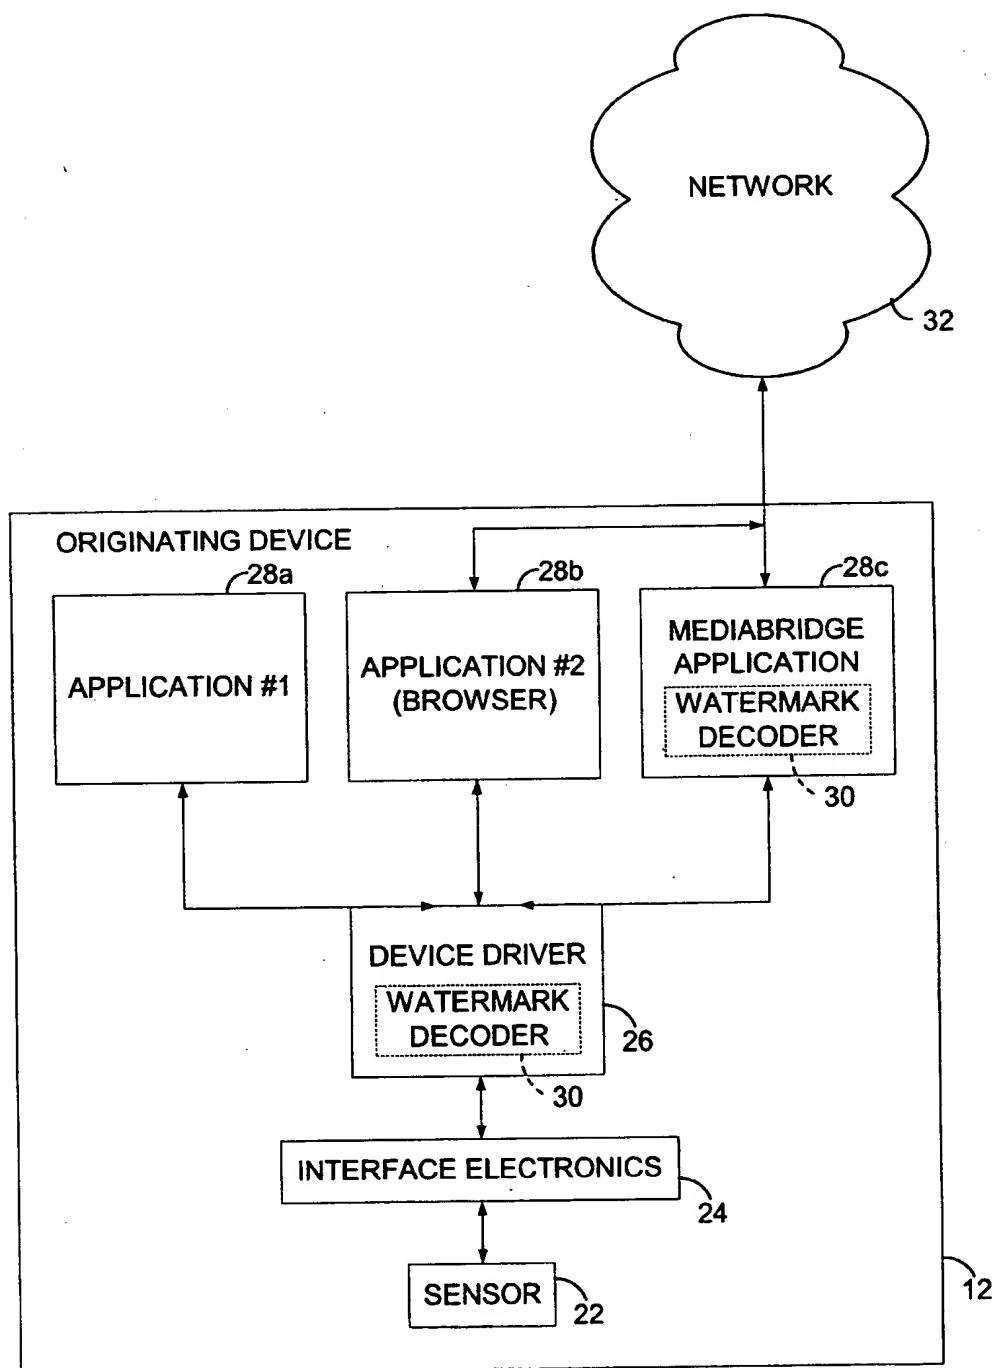 NETWORK
32
ORIGINATING DEVICE
28a
28b
28c
APPLICATION #1
APPLICATION #2
(BROWSER)
MEDIABRIDGE
APPLICATION
WATERMARK
DECODER
30
DEVICE DRIVER
WATERMARK
DECODER
26
30
INTERFACE ELECTRONICS
24
SENSOR
22
12